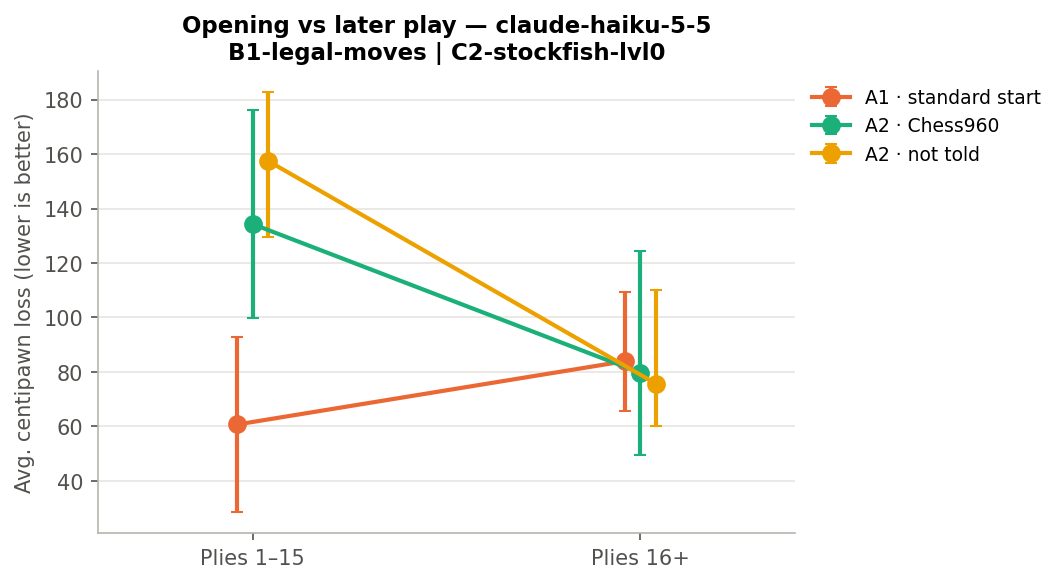 Opening vs later play — claude-haiku-5-5
B1-legal-moves | C2-stockfish-lvl0
Avg. centipawn loss (lower is better)
180
160
140
120
100
80
60
40
Plies 1–15
Plies 16+
A1 · standard start
A2 · Chess960
A2 · not told